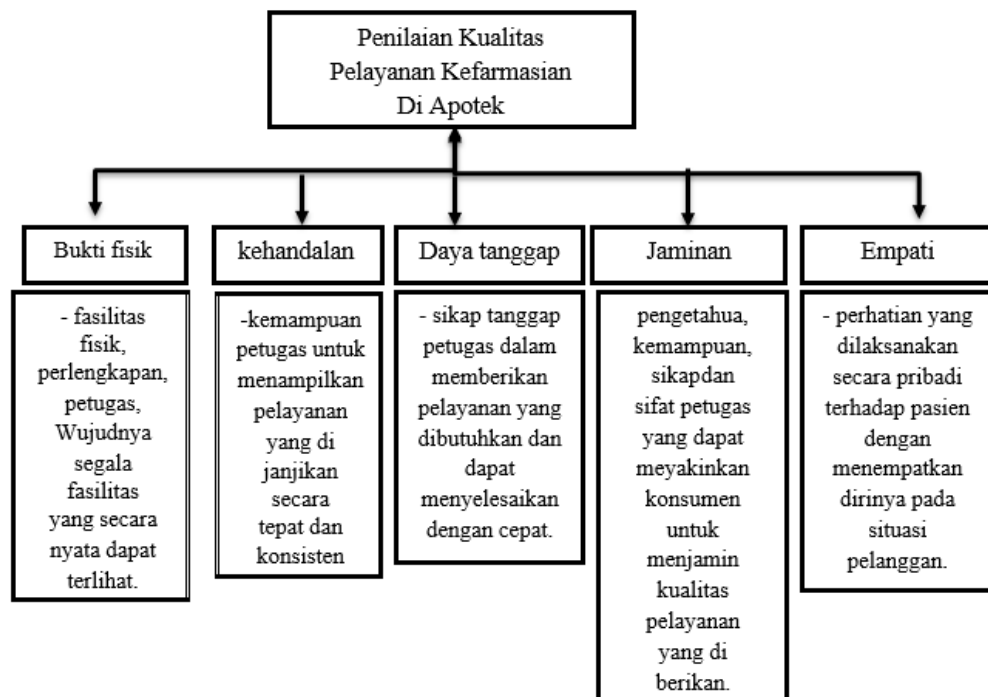 Penilaian Kualitas
Pelayanan Kefarmasian
Di Apotek
Bukti fisik
- fasilitas
fisik,
perlengkapan,
petugas,
Wujudnya
segala
fasilitas
yang secara
nyata dapat
terlihat.
kehandalan
-kemampuan
petugas untuk
menampilkan
pelayanan
yang di
janjikan
secara
tepat dan
konsisten
Daya tanggap
- sikap tanggap
petugas dalam
memberikan
pelayanan yang
dibutuhkan dan
dapat
menyelesaikan
dengan cepat.
Jaminan
pengetahua,
kemampuan,
sikapdan
sifat petugas
yang dapat
meyakinkan
konsumen
untuk
menjamin
kualitas
pelayanan
yang di
berikan.
Empati
- perhatian yang
dilaksanakan
secara pribadi
terhadap pasien
dengan
menempatkan
dirinya pada
situasi
pelanggan.